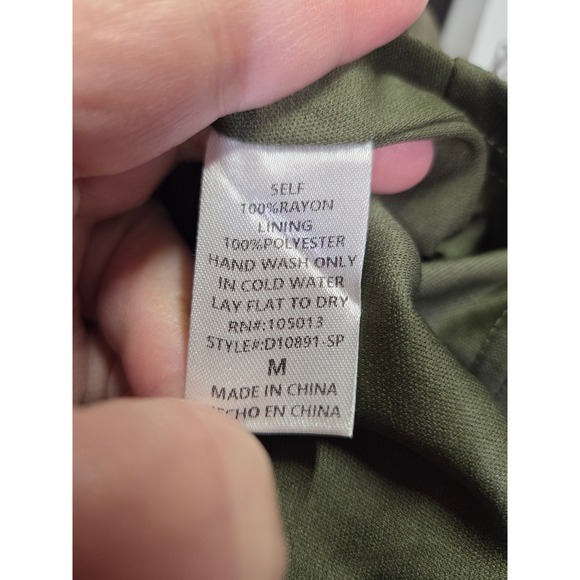 SELF
100%RAYON
LINING
100%POLYESTER
HAND WASH ONLY
IN COLD WATER
LAY FLAT TO DRY
RN#:105013
STYLE#:D10891-SP
M
MADE IN CHINA
EN CHINA